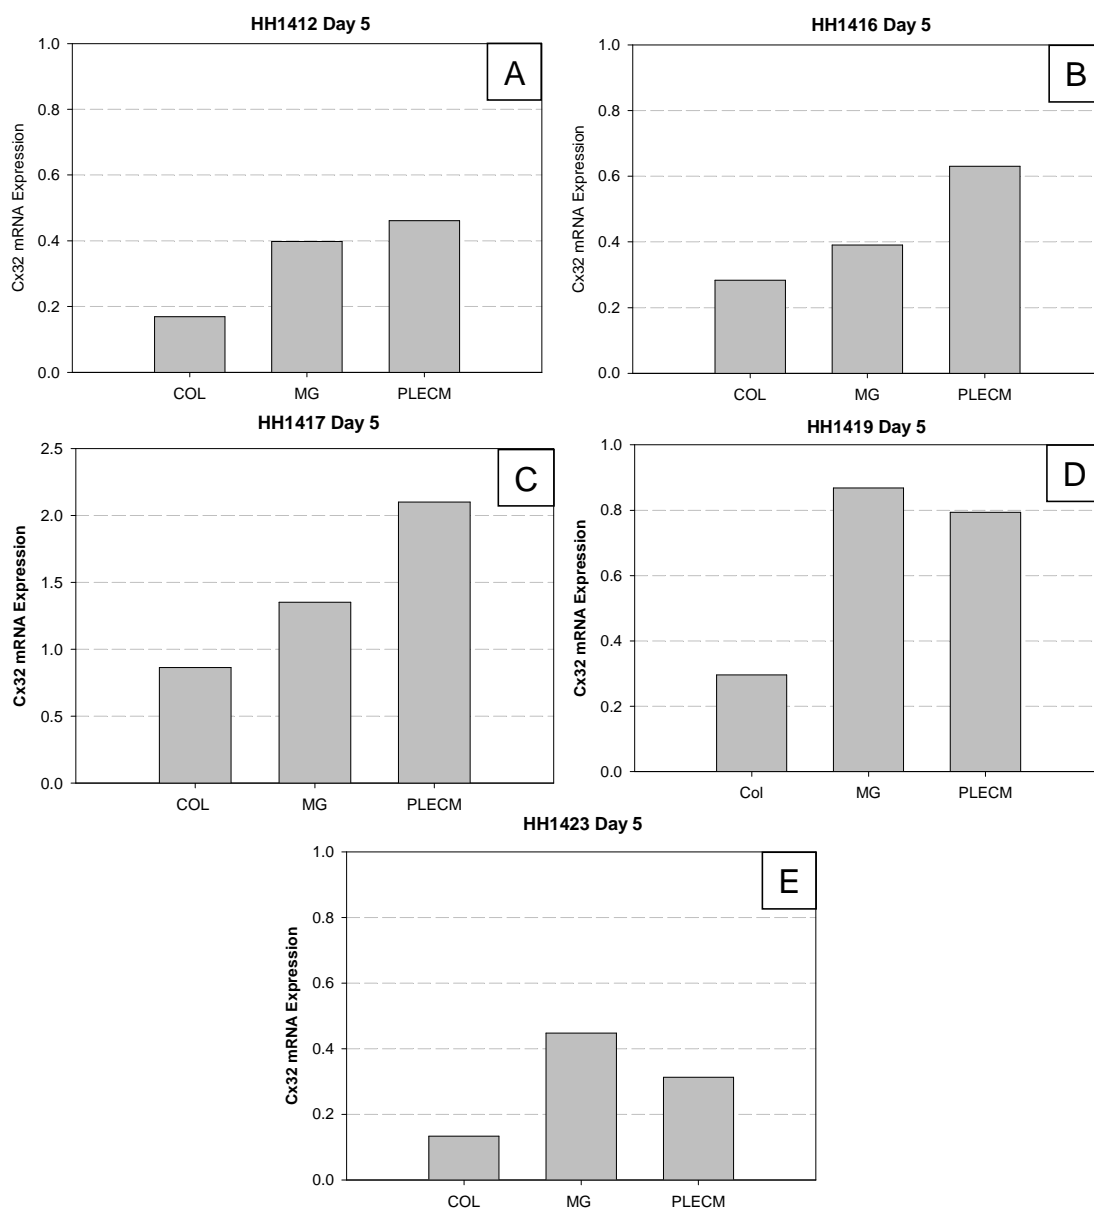 HH1412 Day 5
A
Cx32 mRNA Expression
1.0
0.8
0.6
0.4
0.2
0.0
COL MG PLECM
HH1416 Day 5
B
Cx32 mRNA Expression
1.0
0.8
0.6
0.4
0.2
0.0
COL MG PLECM
HH1417 Day 5
C
Cx32 mRNA Expression
2.5
2.0
1.5
1.0
0.5
0.0
COL MG PLECM
HH1419 Day 5
D
Cx32 mRNA Expression
1.0
0.8
0.6
0.4
0.2
0.0
Col MG PLECM
HH1423 Day 5
E
Cx32 mRNA Expression
1.0
0.8
0.6
0.4
0.2
0.0
COL MG PLECM